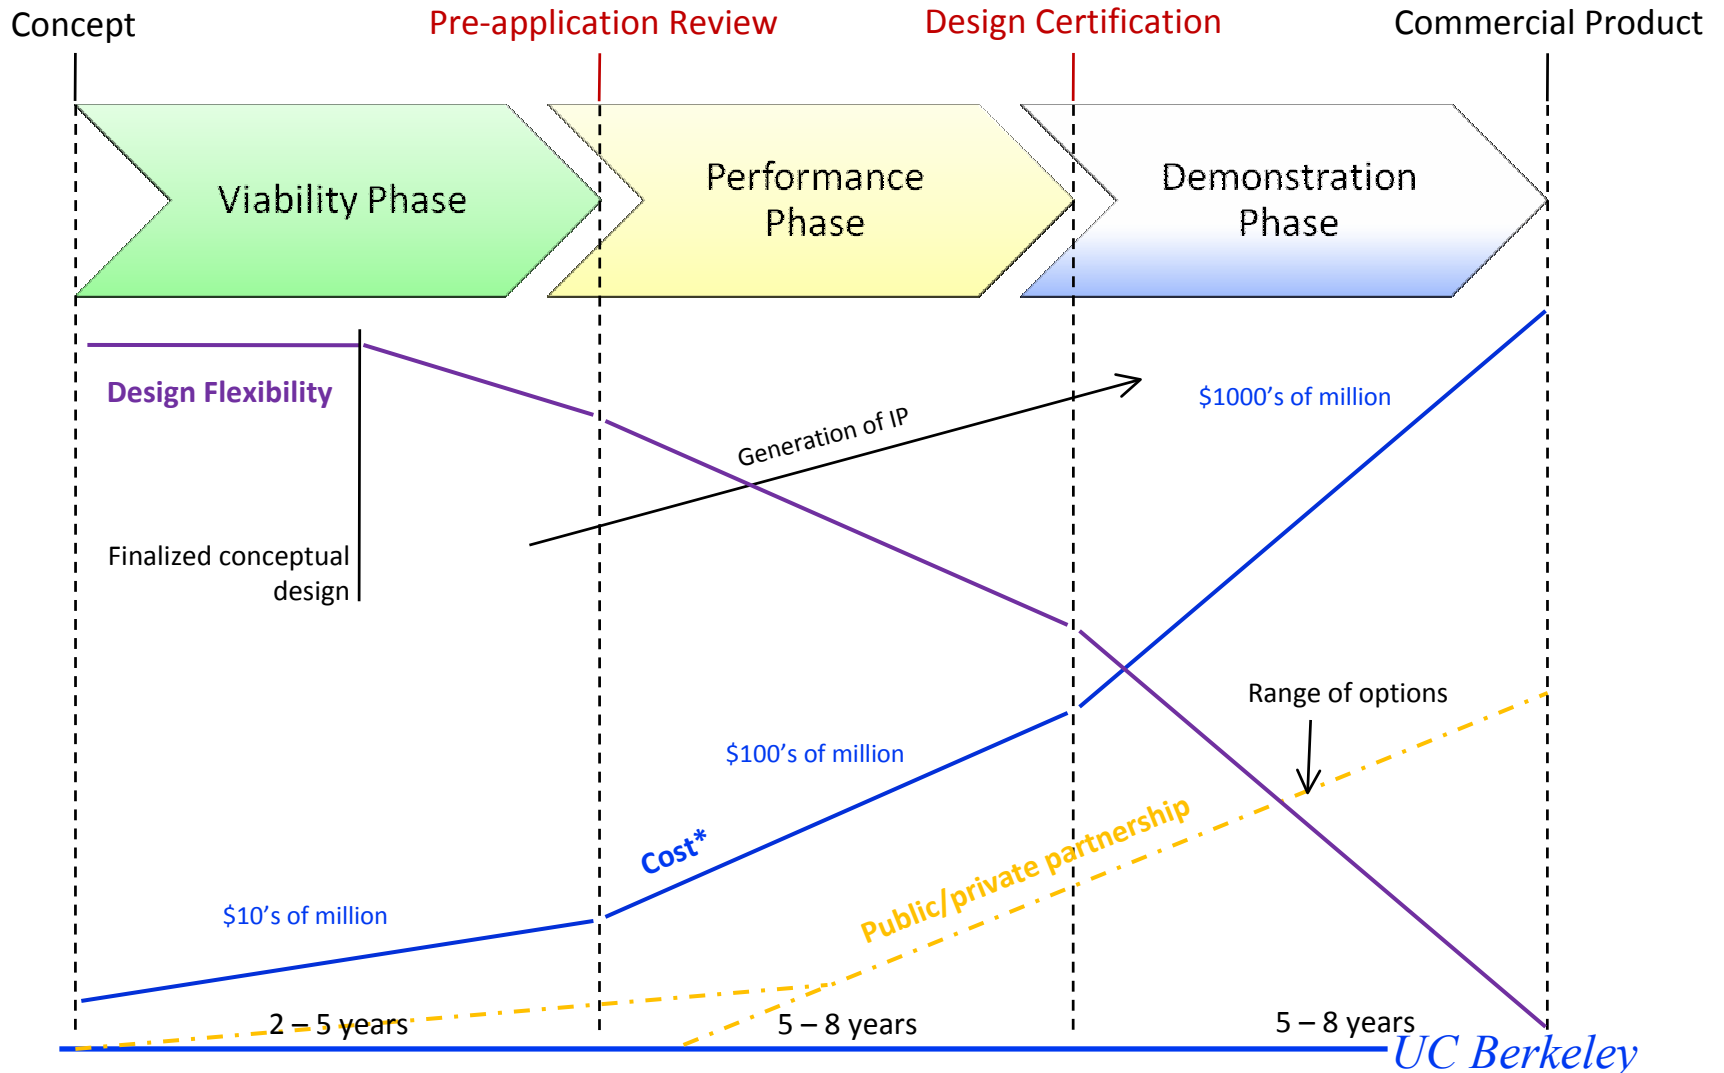 Concept
Pre-application Review
Design Certification
Commercial Product
Viability Phase
Performance
Phase
Demonstration
Phase
Design Flexibility
Generation of IP
$1000's of million
Finalized conceptual
design
Range of options
$100's of million
Cost*
Public/private partnership
$10's of million
2 – 5 years
5 – 8 years
5 – 8 years
UC Berkeley